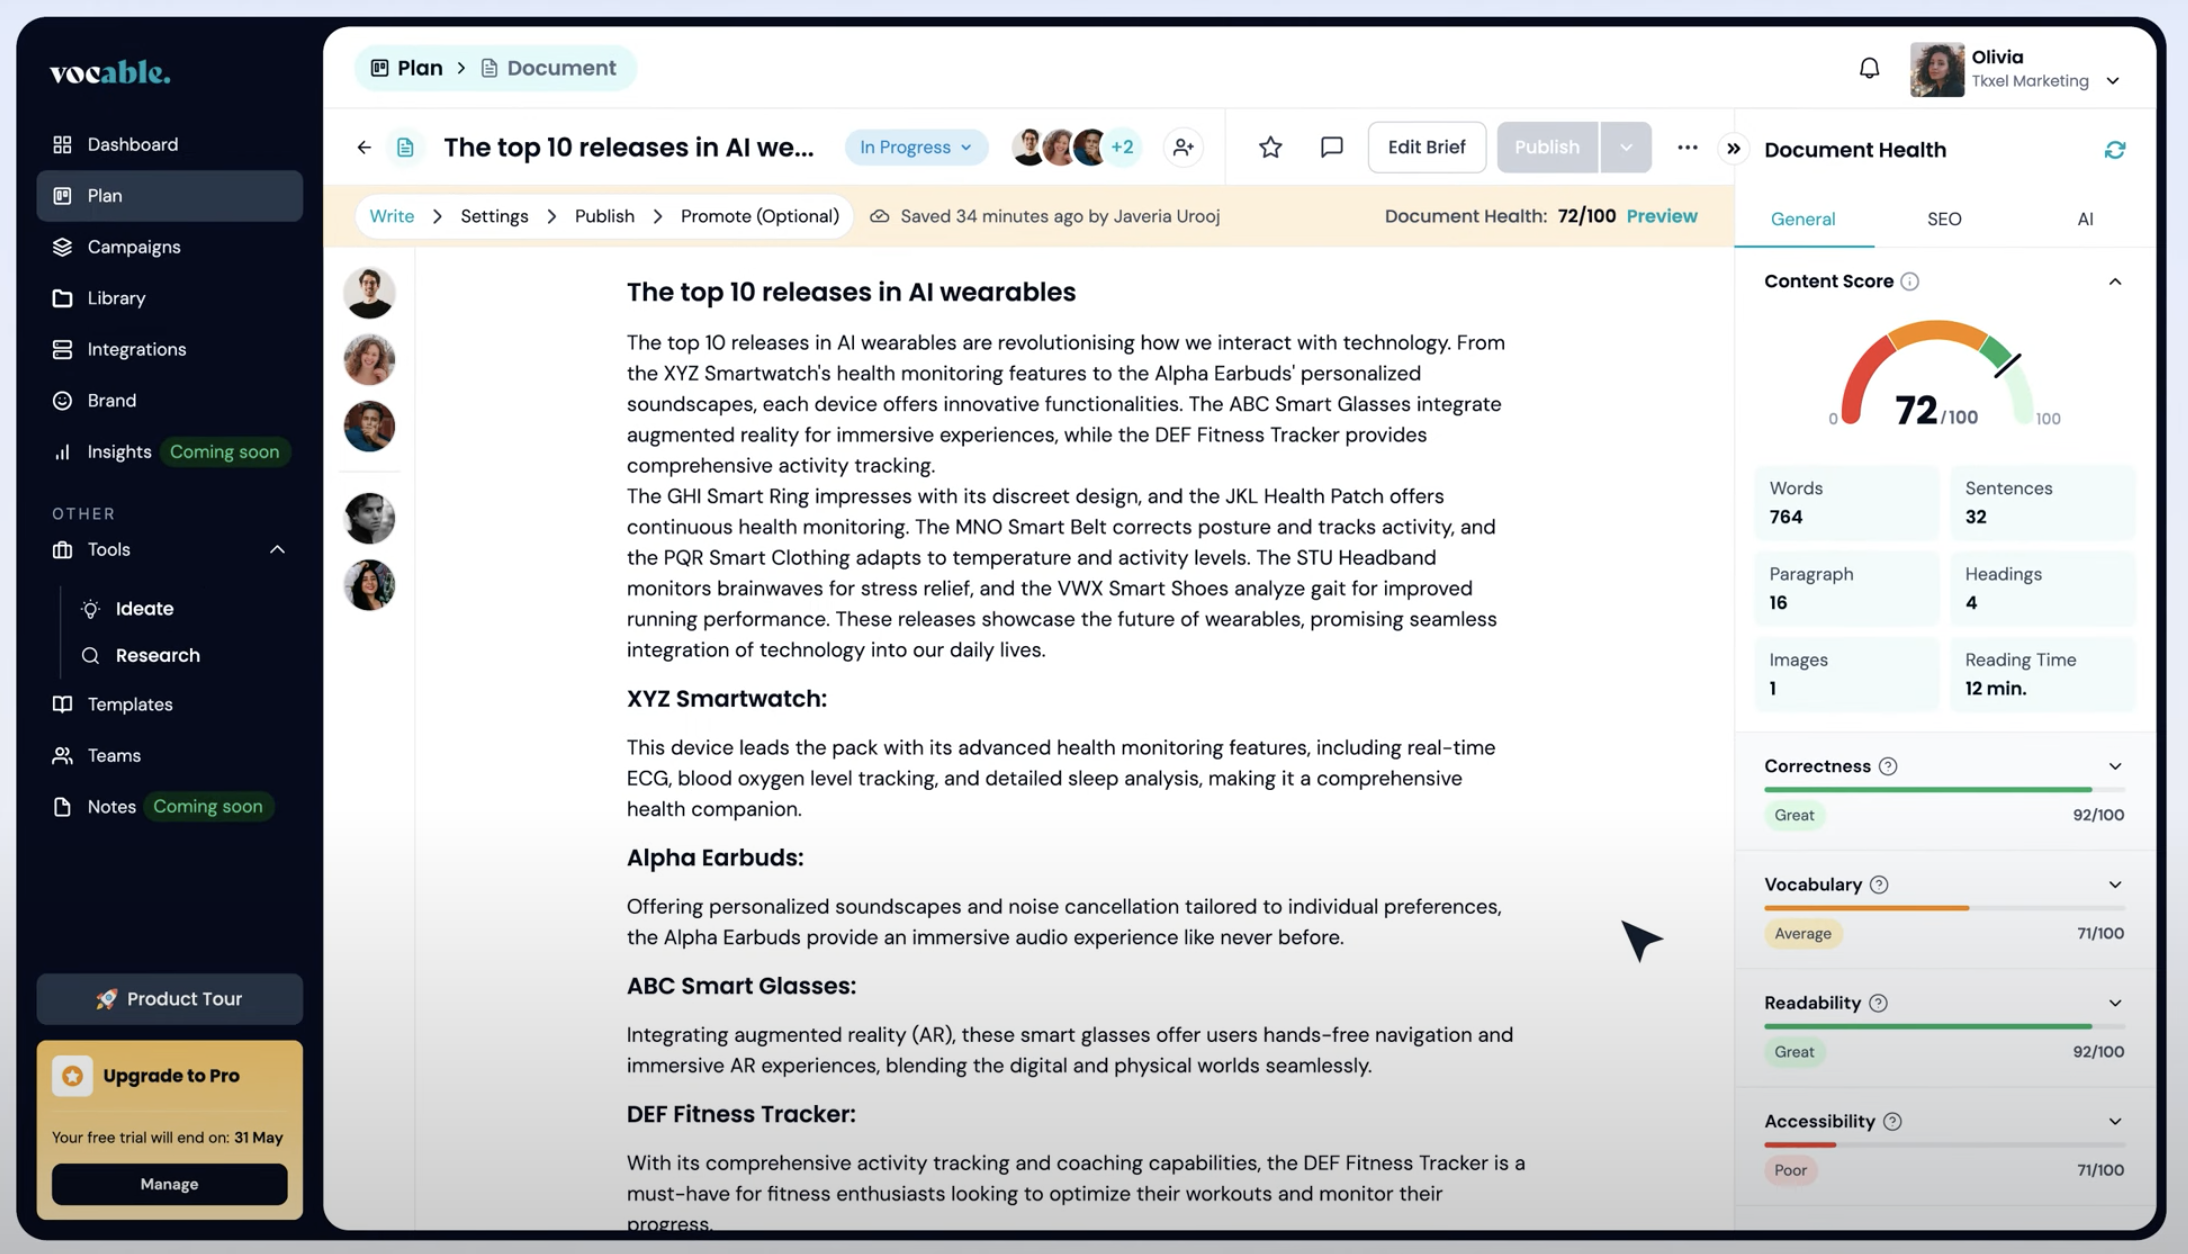 vocable.
Dashboard
Plan
Campaigns
Library
Integrations
Brand
Insights Coming soon
OTHER
Tools
Ideate
Research
Templates
Teams
Notes Coming soon
Product Tour
Upgrade to Pro
Your free trial will end on: 31 May
Manage
Plan > Document
Olivia
Tkxel Marketing
The top 10 releases in AI we...
In Progress
+2
Edit Brief
Publish
Write > Settings > Publish > Promote (Optional)
Saved 34 minutes ago by Javeria Urooj
Document Health: 72/100 Preview
The top 10 releases in AI wearables
The top 10 releases in AI wearables are revolutionising how we interact with technology. From
the XYZ Smartwatch's health monitoring features to the Alpha Earbuds' personalized
soundscapes, each device offers innovative functionalities. The ABC Smart Glasses integrate
augmented reality for immersive experiences, while the DEF Fitness Tracker provides
comprehensive activity tracking.
The GHI Smart Ring impresses with its discreet design, and the JKL Health Patch offers
continuous health monitoring. The MNO Smart Belt corrects posture and tracks activity, and
the PQR Smart Clothing adapts to temperature and activity levels. The STU Headband
monitors brainwaves for stress relief, and the VWX Smart Shoes analyze gait for improved
running performance. These releases showcase the future of wearables, promising seamless
integration of technology into our daily lives.
XYZ Smartwatch:
This device leads the pack with its advanced health monitoring features, including real-time
ECG, blood oxygen level tracking, and detailed sleep analysis, making it a comprehensive
health companion.
Alpha Earbuds:
Offering personalized soundscapes and noise cancellation tailored to individual preferences,
the Alpha Earbuds provide an immersive audio experience like never before.
ABC Smart Glasses:
Integrating augmented reality (AR), these smart glasses offer users hands-free navigation and
immersive AR experiences, blending the digital and physical worlds seamlessly.
DEF Fitness Tracker:
With its comprehensive activity tracking and coaching capabilities, the DEF Fitness Tracker is a
must-have for fitness enthusiasts looking to optimize their workouts and monitor their
progress.
Document Health
General
SEO
AI
Content Score
0
72/100
100
Words
764
Sentences
32
Paragraph
16
Headings
4
Images
1
Reading Time
12 min.
Correctness
Great
92/100
Vocabulary
Average
71/100
Readability
Great
92/100
Accessibility
Poor
71/100